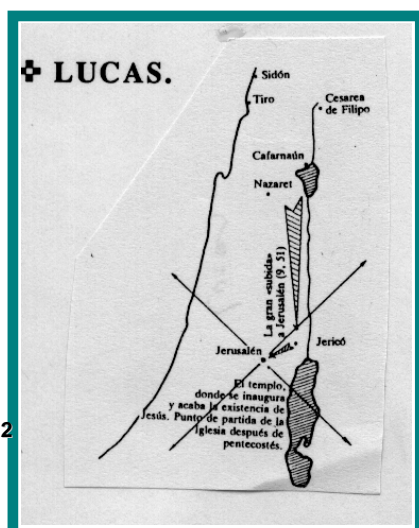 ✢ LUCAS.
Sidón
Tiro
Cesarea
de Filipo
Cafarnaún
Nazaret
La gran «subida»
a Jerusalén (9, 51)
Jerusalén
Jericó
El templo,
donde se inaugura
y acaba la existencia de
Jesús. Punto de partida de la
Iglesia después de
pentecostés.
2